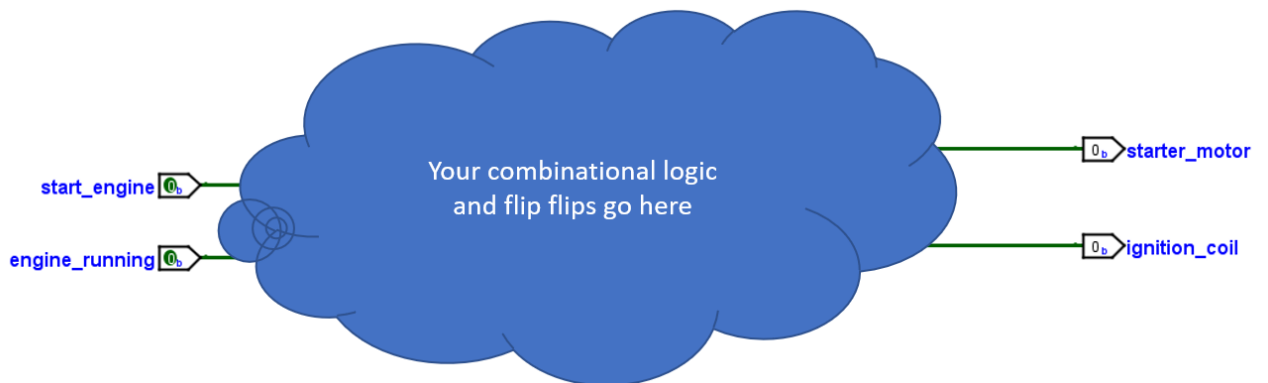 Your combinational logic
and flip flips go here
start_engine 0b
engine_running 0b
0b starter_motor
0b ignition_coil